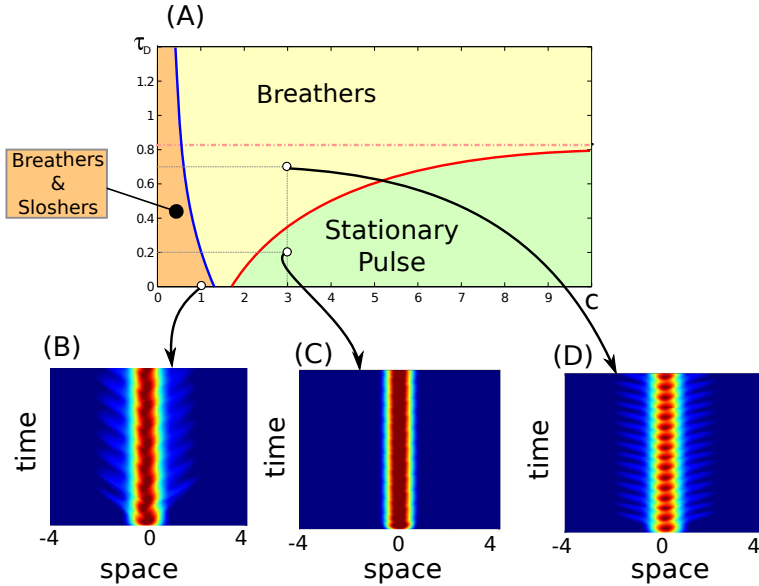 (A)
τD
1.2
1
0.8
0.6
0.4
0.2
0
Breathers
Breathers
&
Sloshers
Stationary
Pulse
0 1 2 3 4 5 6 7 8 9 c
(B)
(C)
(D)
time
time
time
-4 0 4
-4 0 4
-4 0 4
space
space
space